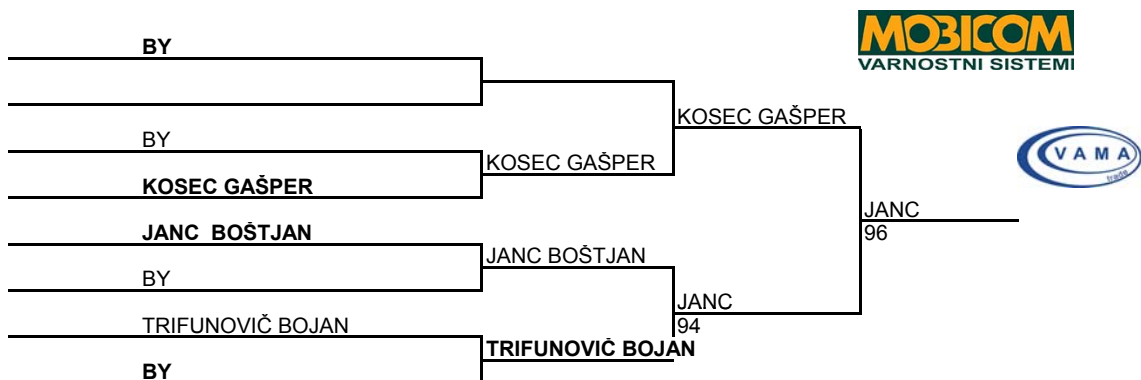 BY
MOBICOM
VARNOSTNI SISTEMI
KOSEC GAŠPER
BY
KOSEC GAŠPER
VAMA
trade
KOSEC GAŠPER
JANC
96
JANC BOŠTJAN
JANC BOŠTJAN
BY
JANC
94
TRIFUNOVIČ BOJAN
TRIFUNOVIČ BOJAN
BY